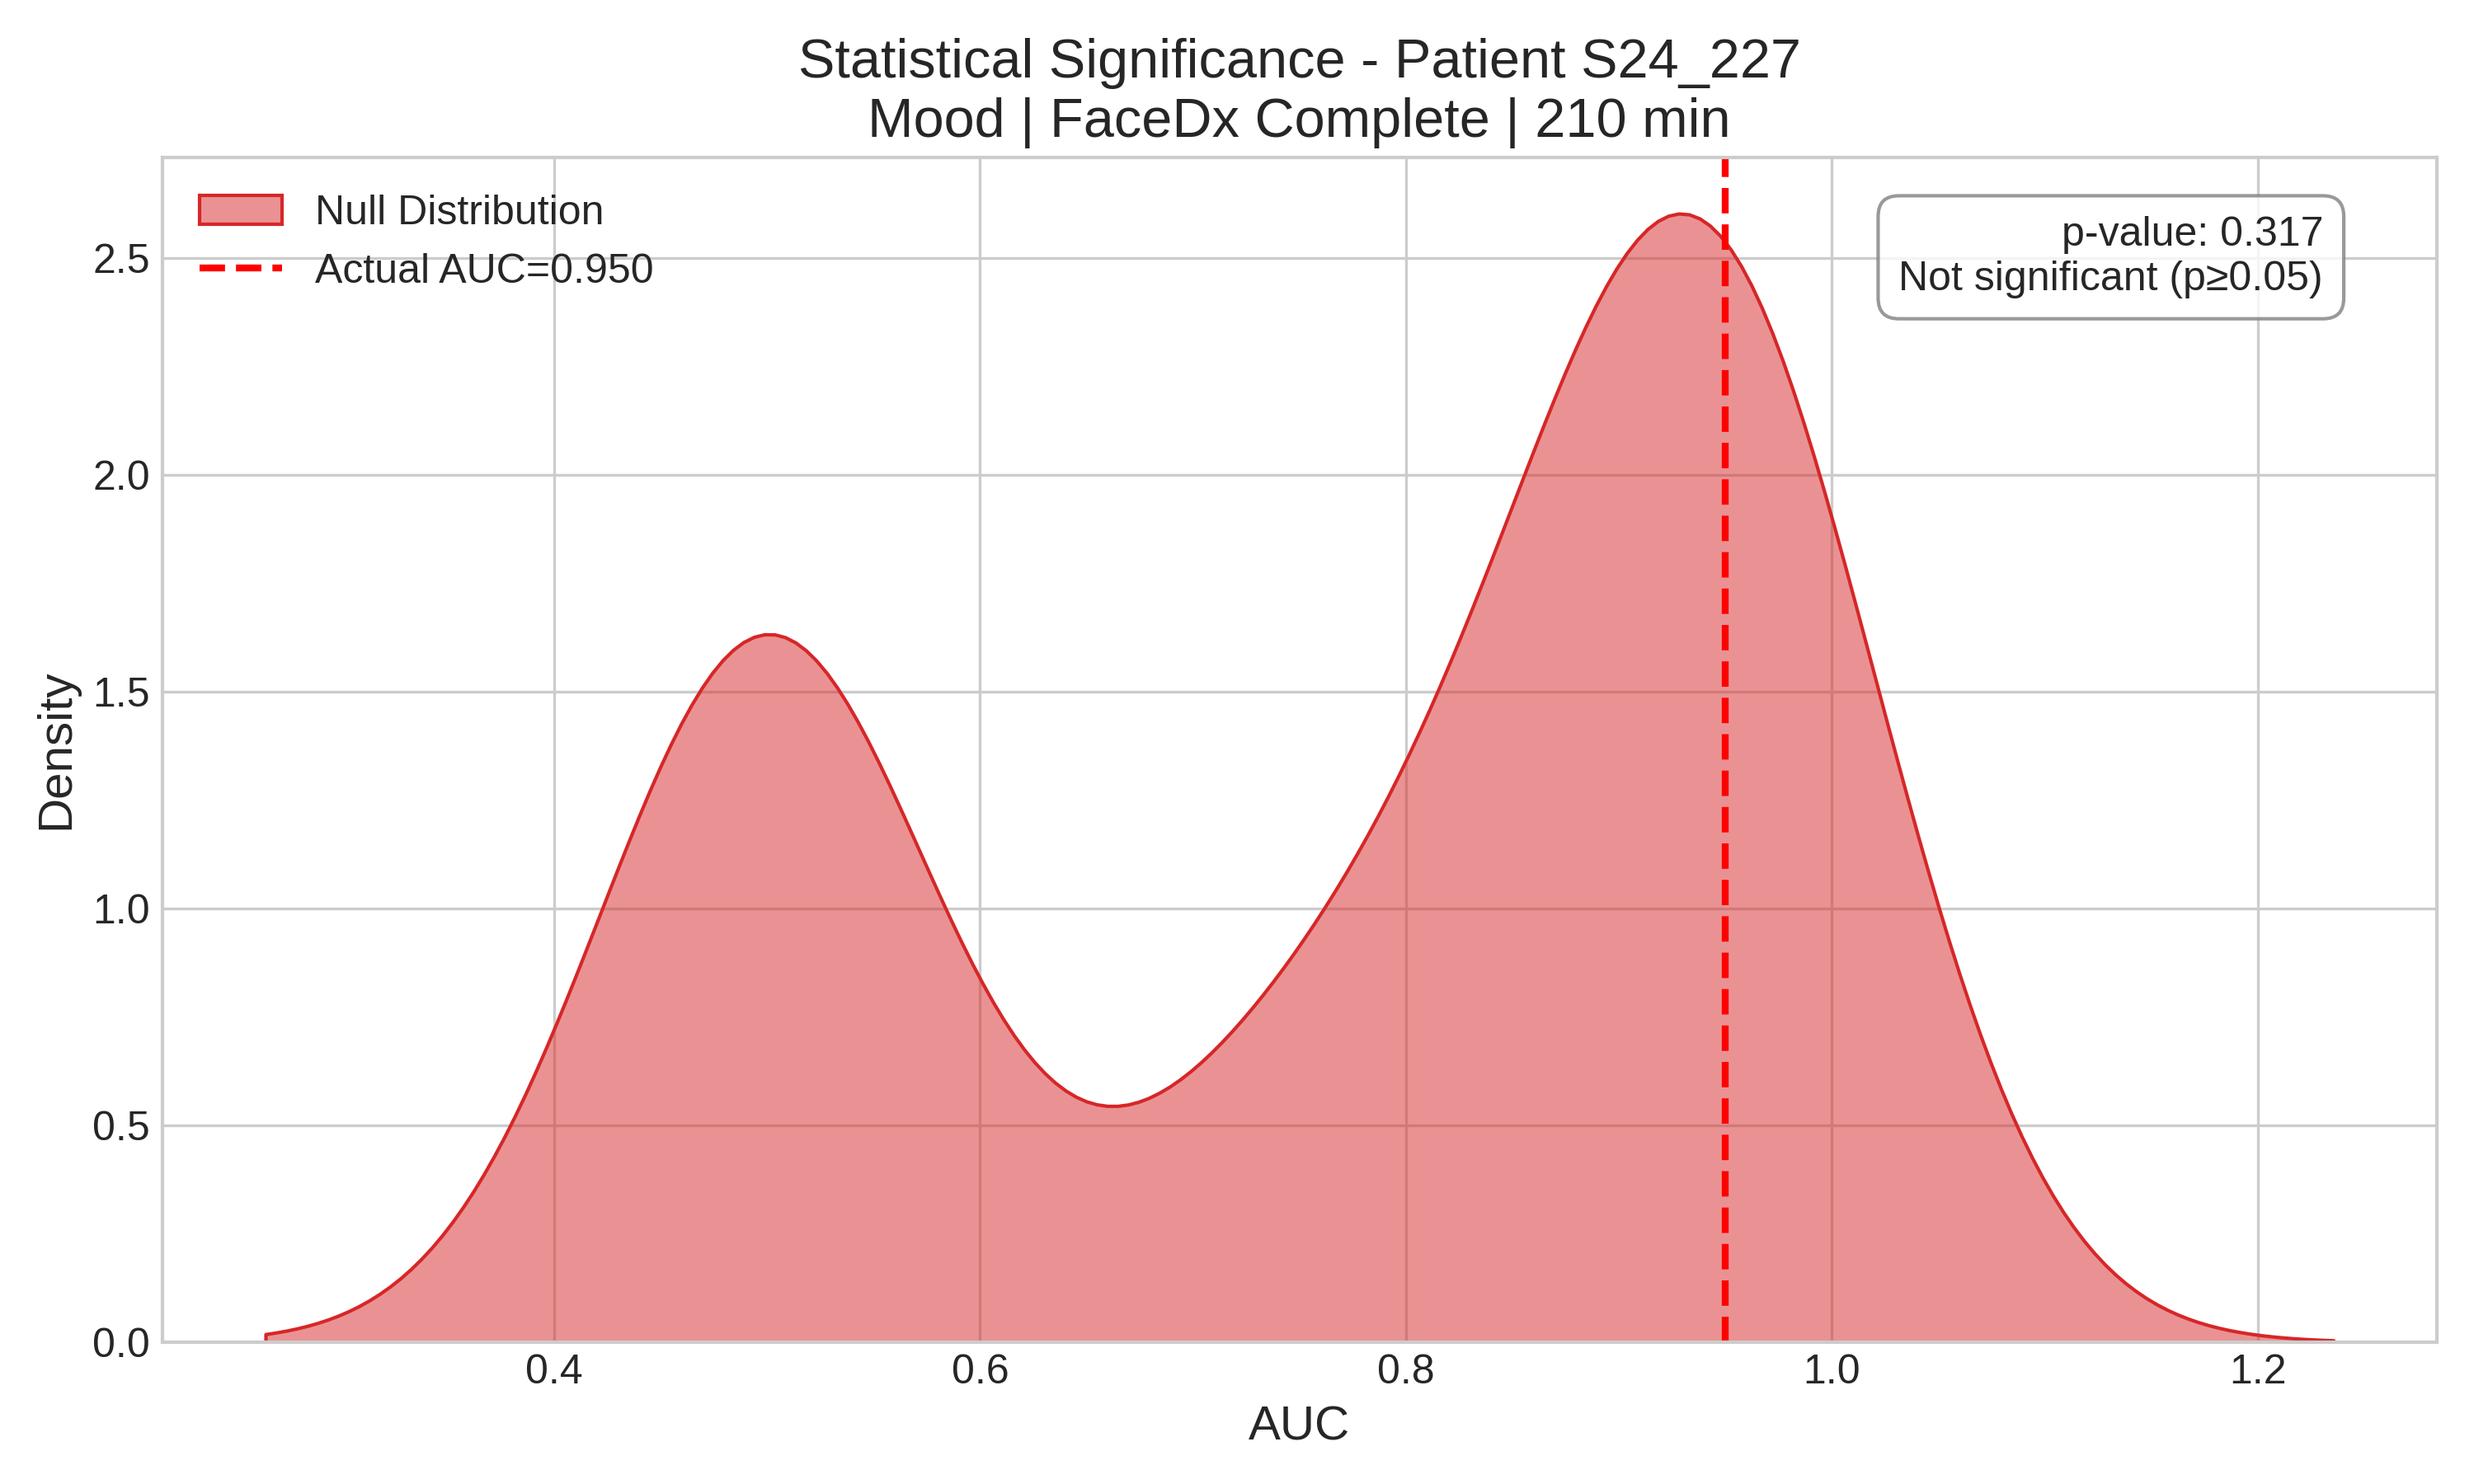 Statistical Significance - Patient S24_227
Mood | FaceDx Complete | 210 min
Null Distribution
Actual AUC=0.950
p-value: 0.317
Not significant (p≥0.05)
Density
2.5
2.0
1.5
1.0
0.5
0.0
0.4 0.6 0.8 1.0 1.2
AUC